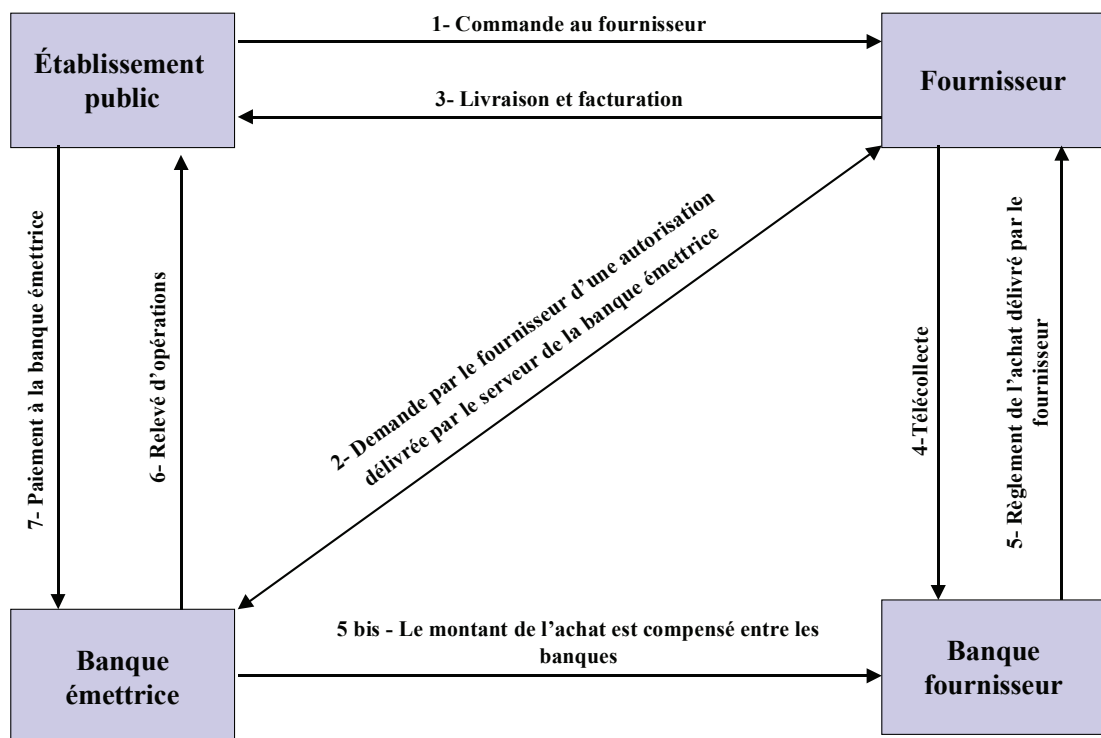 1- Commande au fournisseur
Établissement
public
Fournisseur
3- Livraison et facturation
2- Demande par le fournisseur d’une autorisation
délivrée par le serveur de la banque émettrice
7- Paiement à la banque émettrice
6- Relevé d’opérations
4-Télécollecte
5- Règlement de l’achat délivré par le
fournisseur
5 bis - Le montant de l’achat est compensé entre les
banques
Banque
émettrice
Banque
fournisseur